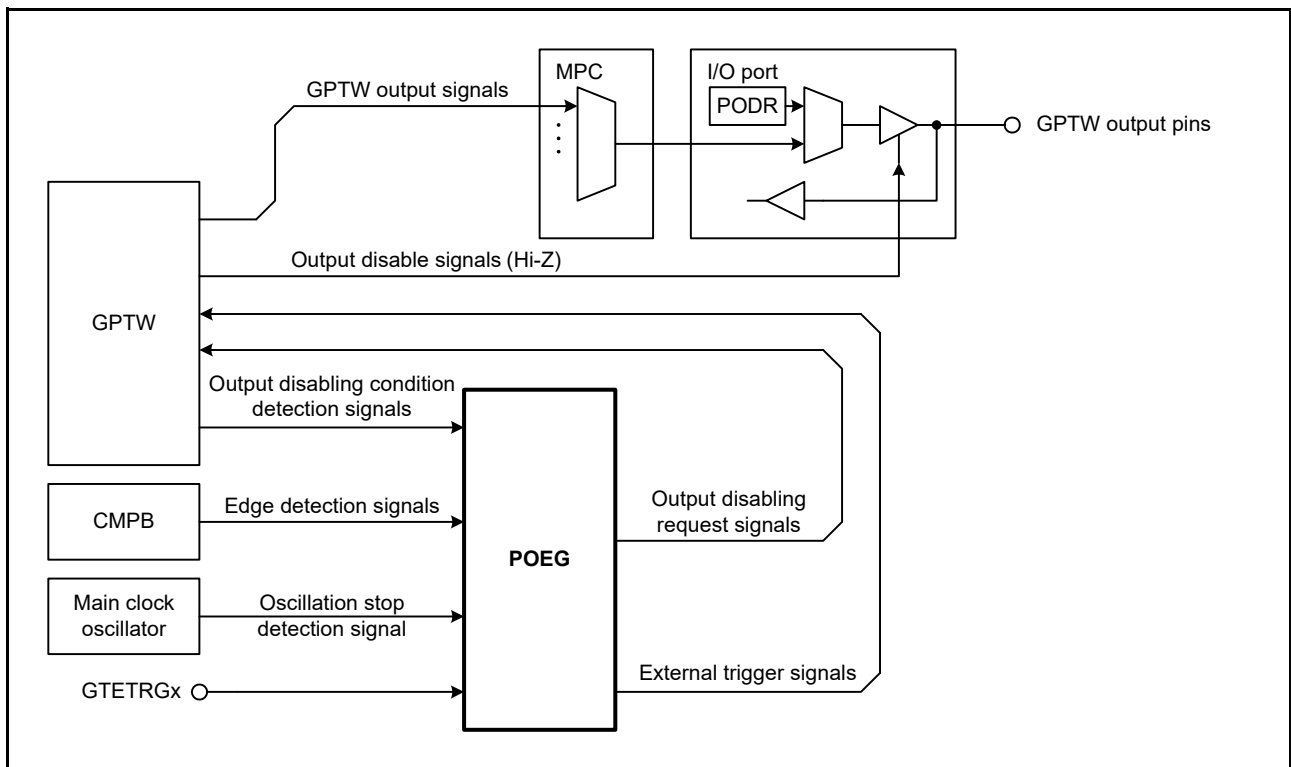 MPC
I/O port
GPTW output signals
PODR
GPTW output pins
Output disable signals (Hi-Z)
GPTW
Output disabling condition
detection signals
CMPB
Edge detection signals
Output disabling
request signals
POEG
Main clock
oscillator
Oscillation stop
detection signal
External trigger signals
GTETRGx